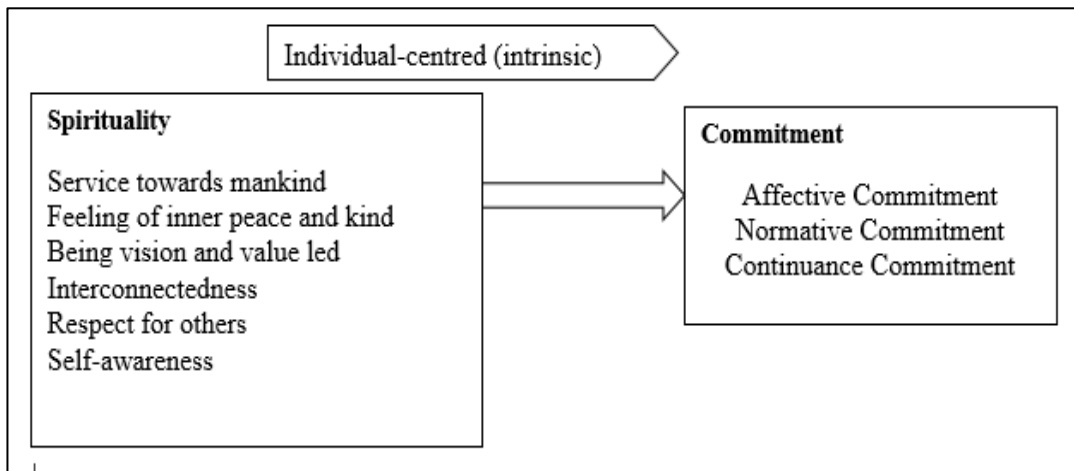 Individual-centred (intrinsic)
Spirituality
Service towards mankind
Feeling of inner peace and kind
Being vision and value led
Interconnectedness
Respect for others
Self-awareness
Commitment
Affective Commitment
Normative Commitment
Continuance Commitment